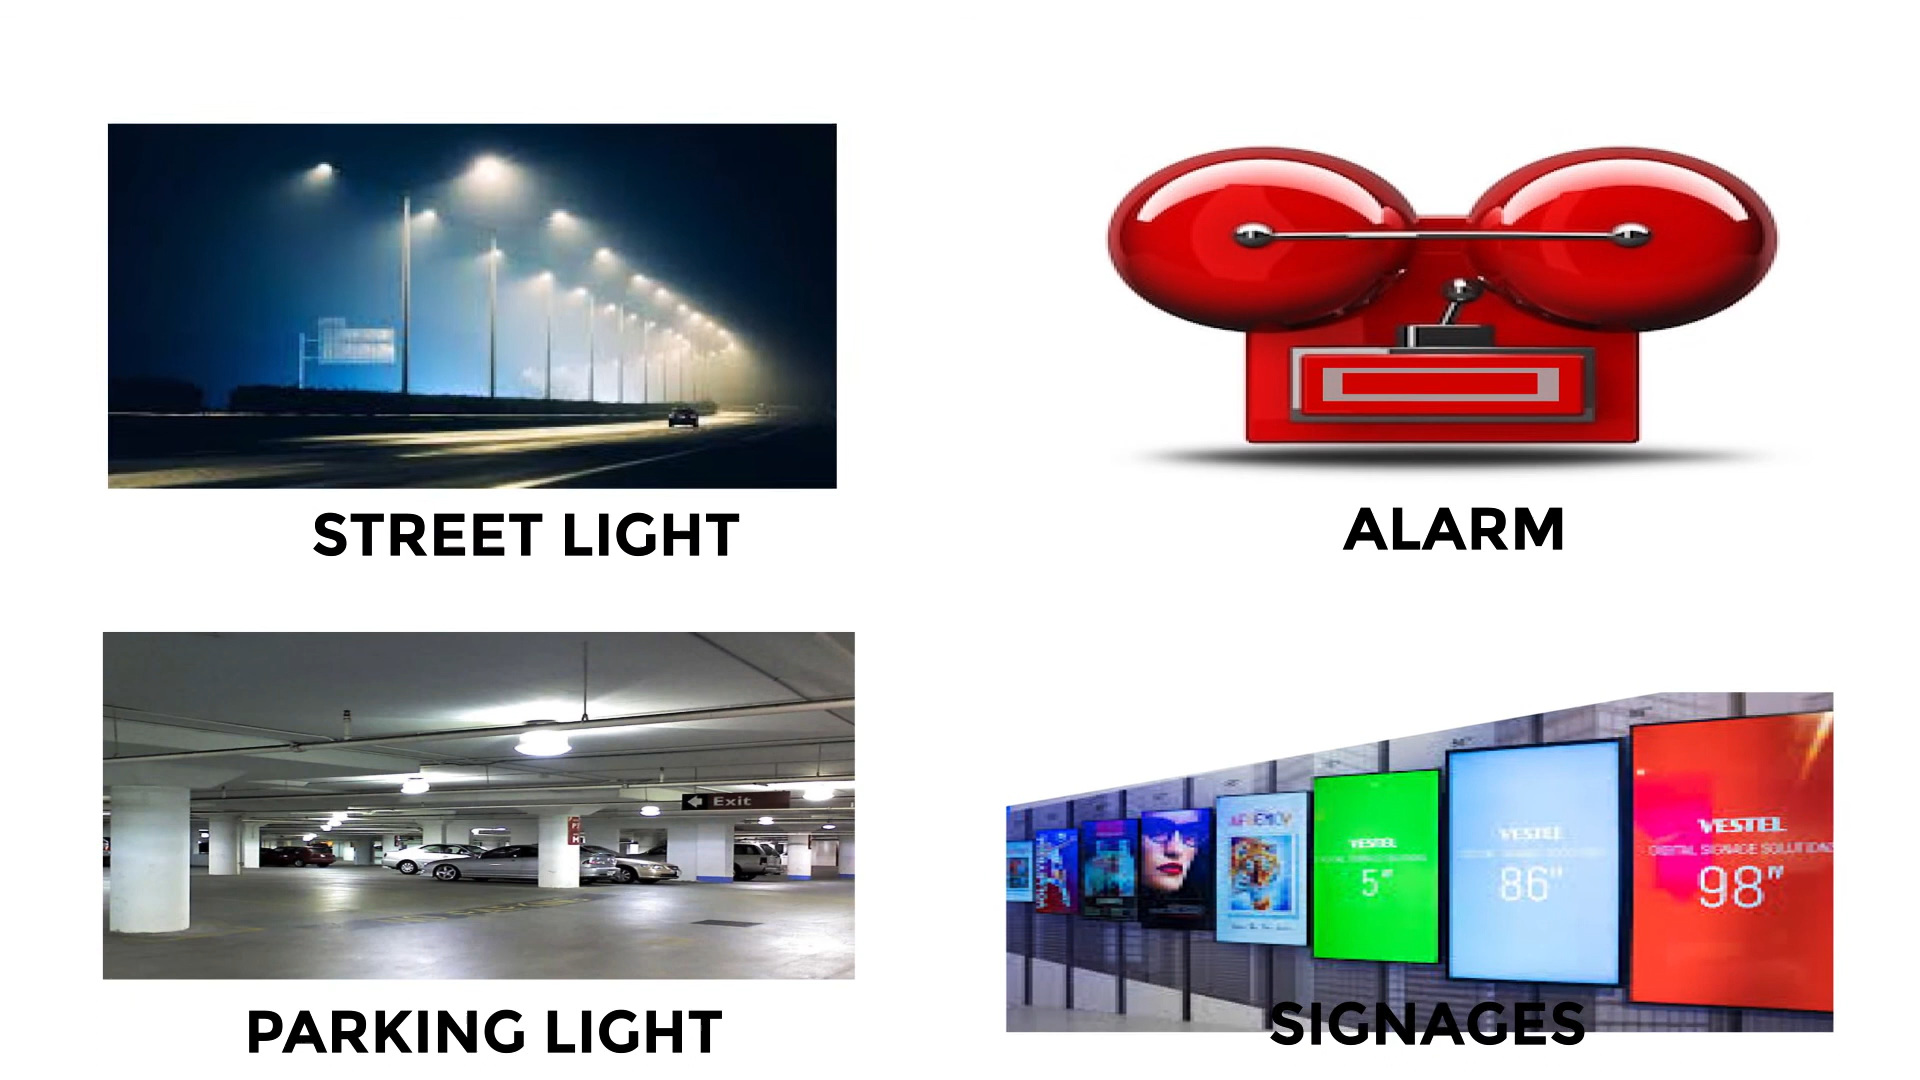 STREET LIGHT
ALARM
Exit
PARKING LIGHT
VESTEL
5"
VESTEL
86"
VESTEL
DIGITAL SIGNAGE SOLUTIONS
98"
SIGNAGES